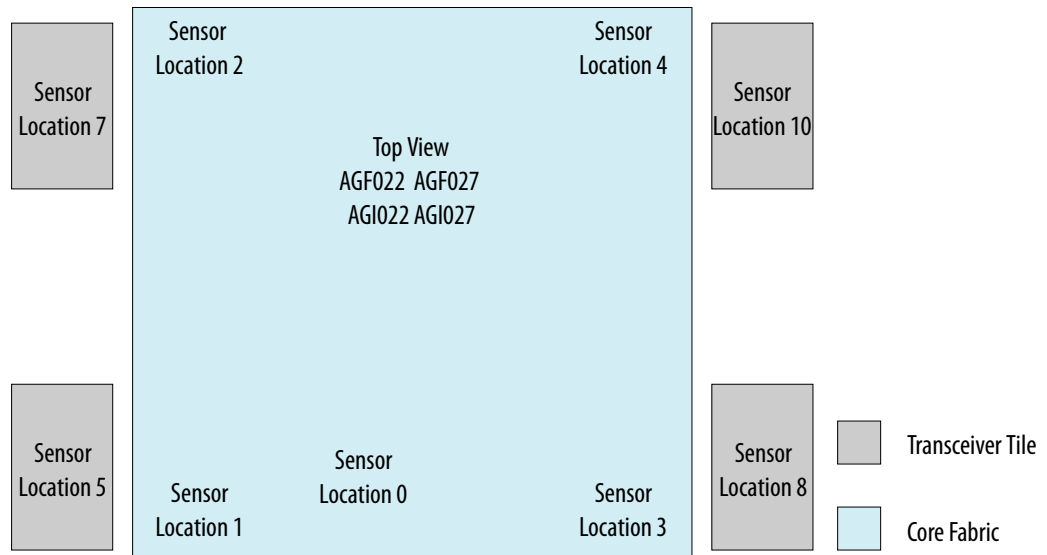 Sensor
Location 2
Sensor
Location 4
Sensor
Location 7
Sensor
Location 10
Top View
AGF022 AGF027
AGI022 AGI027
Sensor
Location 5
Sensor
Location 1
Sensor
Location 0
Sensor
Location 3
Sensor
Location 8
Transceiver Tile
Core Fabric